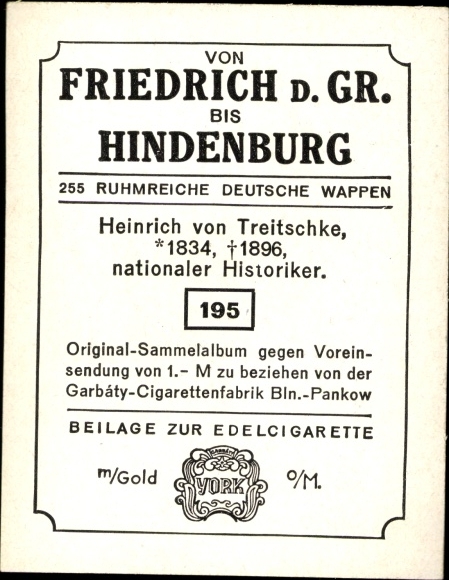 VON
FRIEDRICH D. GR.
BIS
HINDENBURG
255 RUHMREICHE DEUTSCHE WAPPEN
Heinrich von Treitschke,
*1834, †1896,
nationaler Historiker.
195
Original-Sammelalbum gegen Vorein-
sendung von 1.- M zu beziehen von der
Garbáty-Cigarettenfabrik Bln.-Pankow
BEILAGE ZUR EDELCIGARETTE
m/Gold YORK o/M.